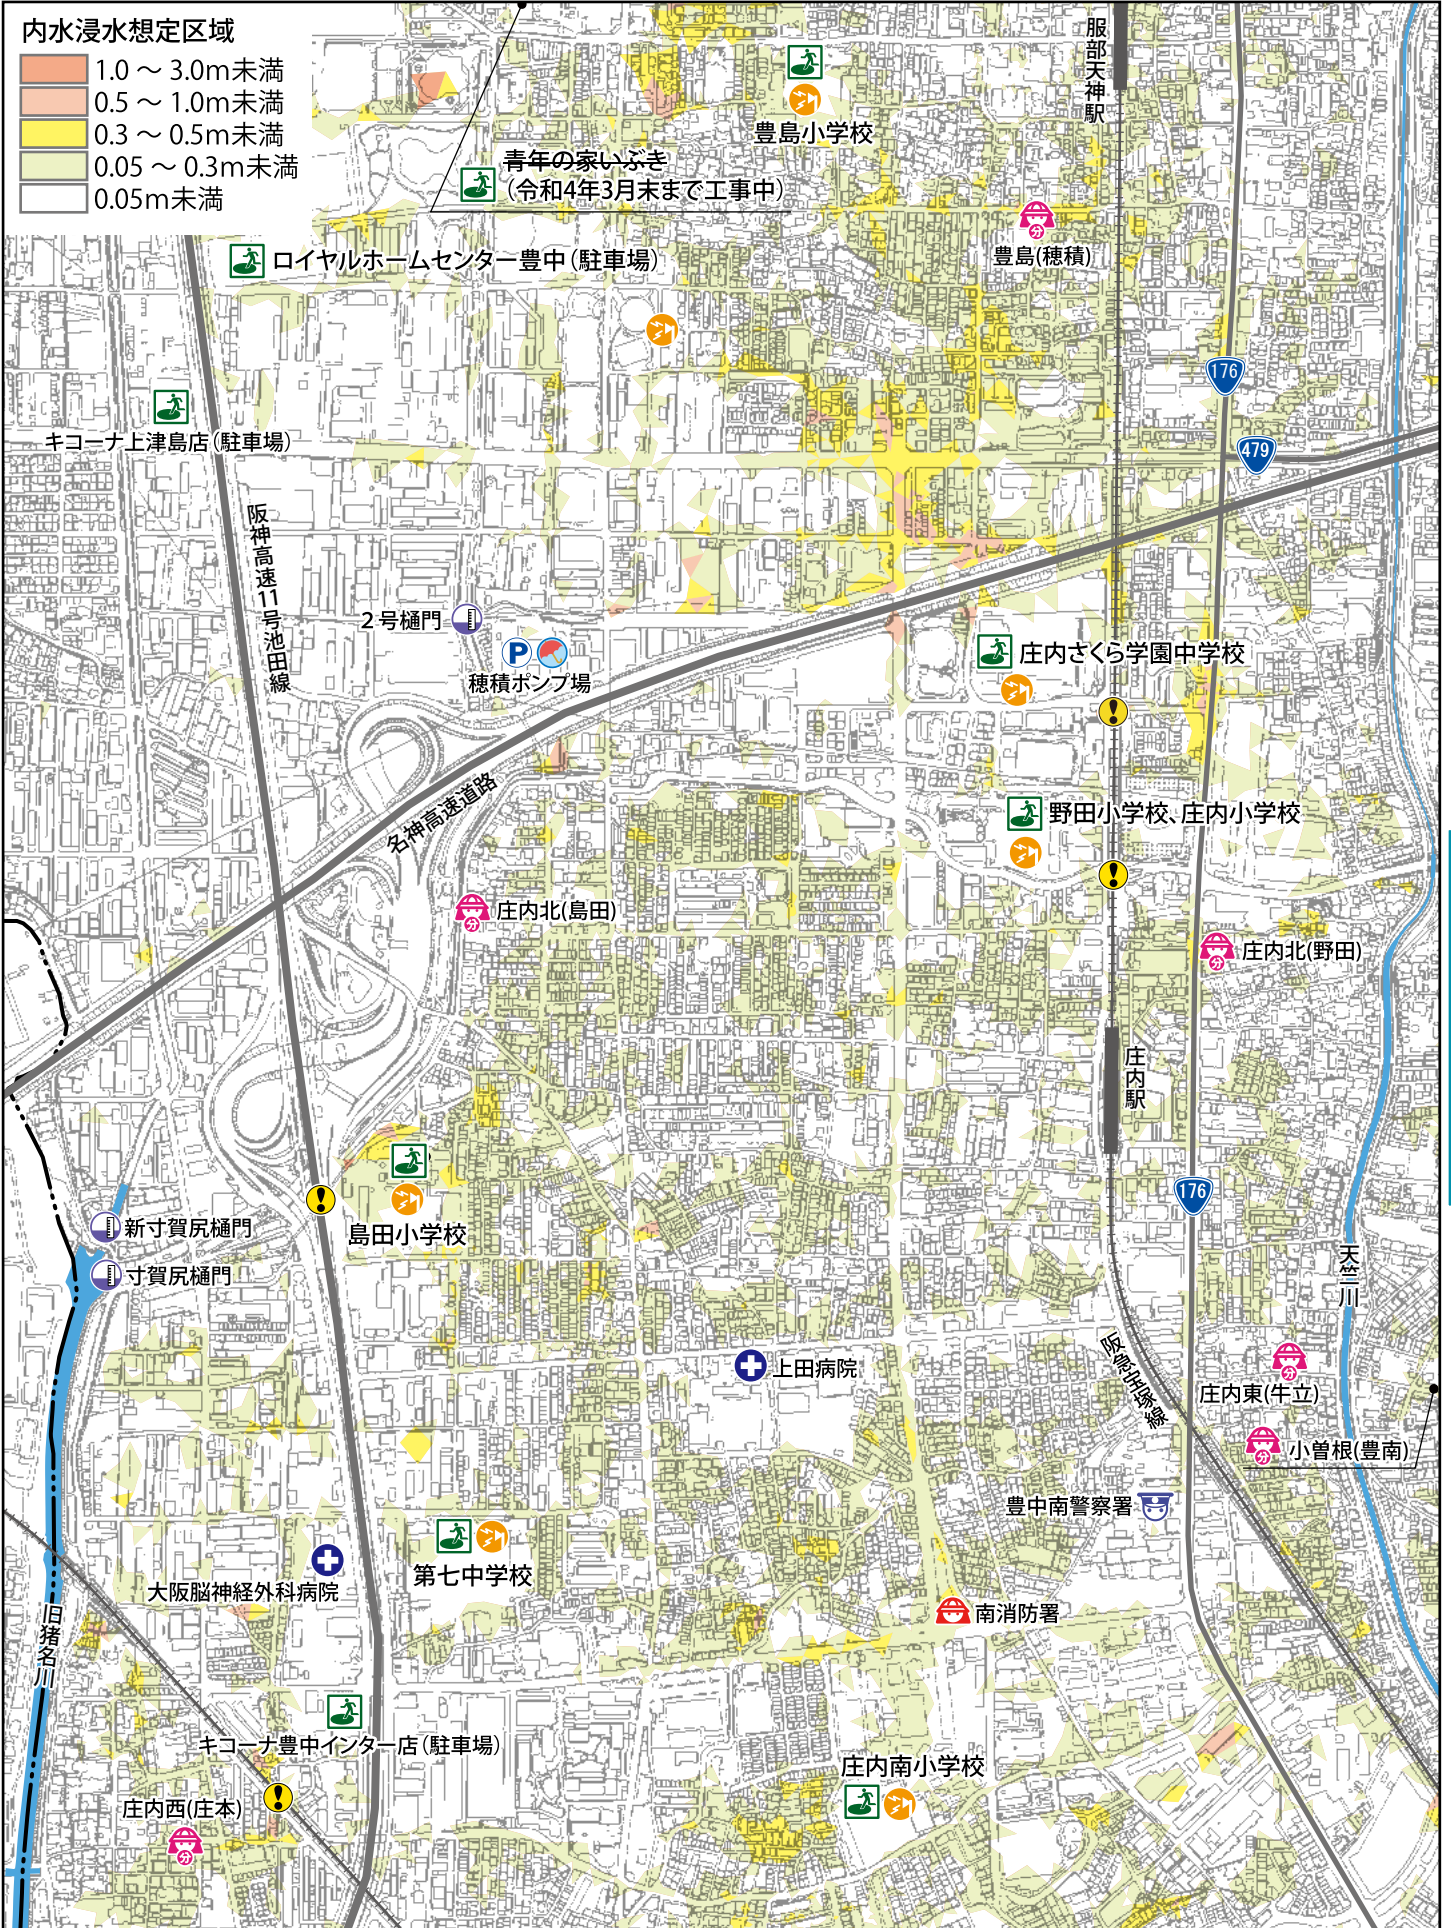 内水浸水想定区域
1.0 ～ 3.0m未満
0.5 ～ 1.0m未満
0.3 ～ 0.5m未満
0.05 ～ 0.3m未満
0.05m未満
服部天神駅
豊島小学校
青年の家いぶき
（令和4年3月末まで工事中）
分
豊島(穂積)
ロイヤルホームセンター豊中（駐車場）
176
キコーナ上津島店（駐車場）
479
阪神高速11号池田線
2号樋門
P
穂積ポンプ場
庄内さくら学園中学校
名神高速道路
野田小学校、庄内小学校
分
庄内北(島田)
分
庄内北(野田)
庄内駅
島田小学校
176
新寸賀尻樋門
寸賀尻樋門
天竺川
阪急宝塚線
上田病院
分
庄内東(牛立)
分
小曽根(豊南)
豊中南警察署
第七中学校
大阪脳神経外科病院
旧猪名川
南消防署
キコーナ豊中インター店（駐車場）
庄内南小学校
庄内西(庄本)
分